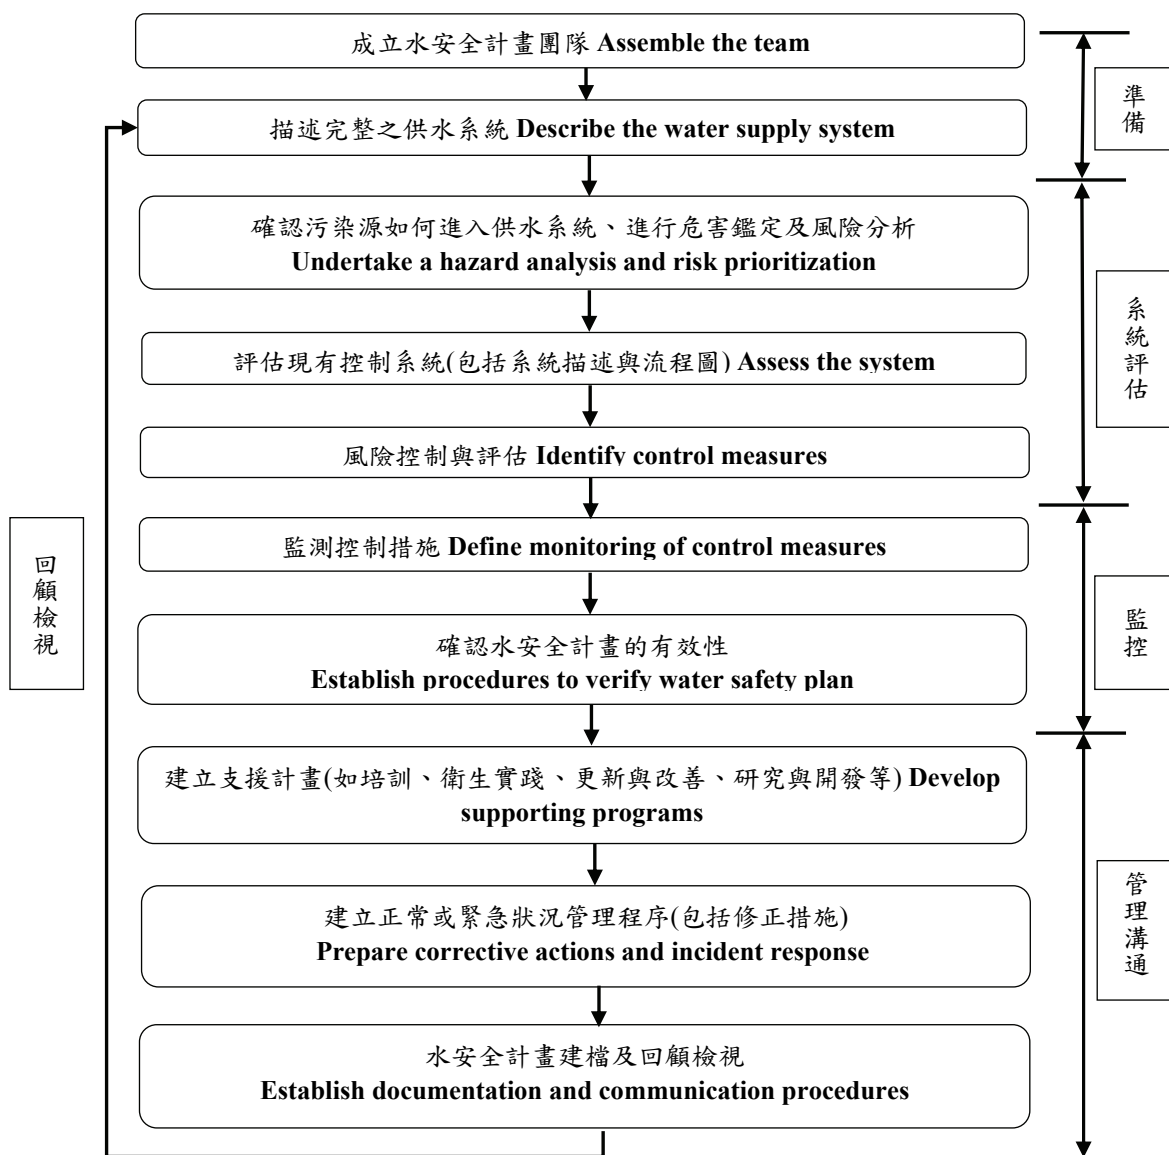 成立水安全計畫團隊 Assemble the team
描述完整之供水系統 Describe the water supply system
確認污染源如何進入供水系統、進行危害鑑定及風險分析
Undertake a hazard analysis and risk prioritization
評估現有控制系統(包括系統描述與流程圖) Assess the system
風險控制與評估 Identify control measures
監測控制措施 Define monitoring of control measures
確認水安全計畫的有效性
Establish procedures to verify water safety plan
建立支援計畫(如培訓、衛生實踐、更新與改善、研究與開發等) Develop
supporting programs
建立正常或緊急狀況管理程序(包括修正措施)
Prepare corrective actions and incident response
水安全計畫建檔及回顧檢視
Establish documentation and communication procedures
回顧檢視
準備
系統評估
監控
管理溝通